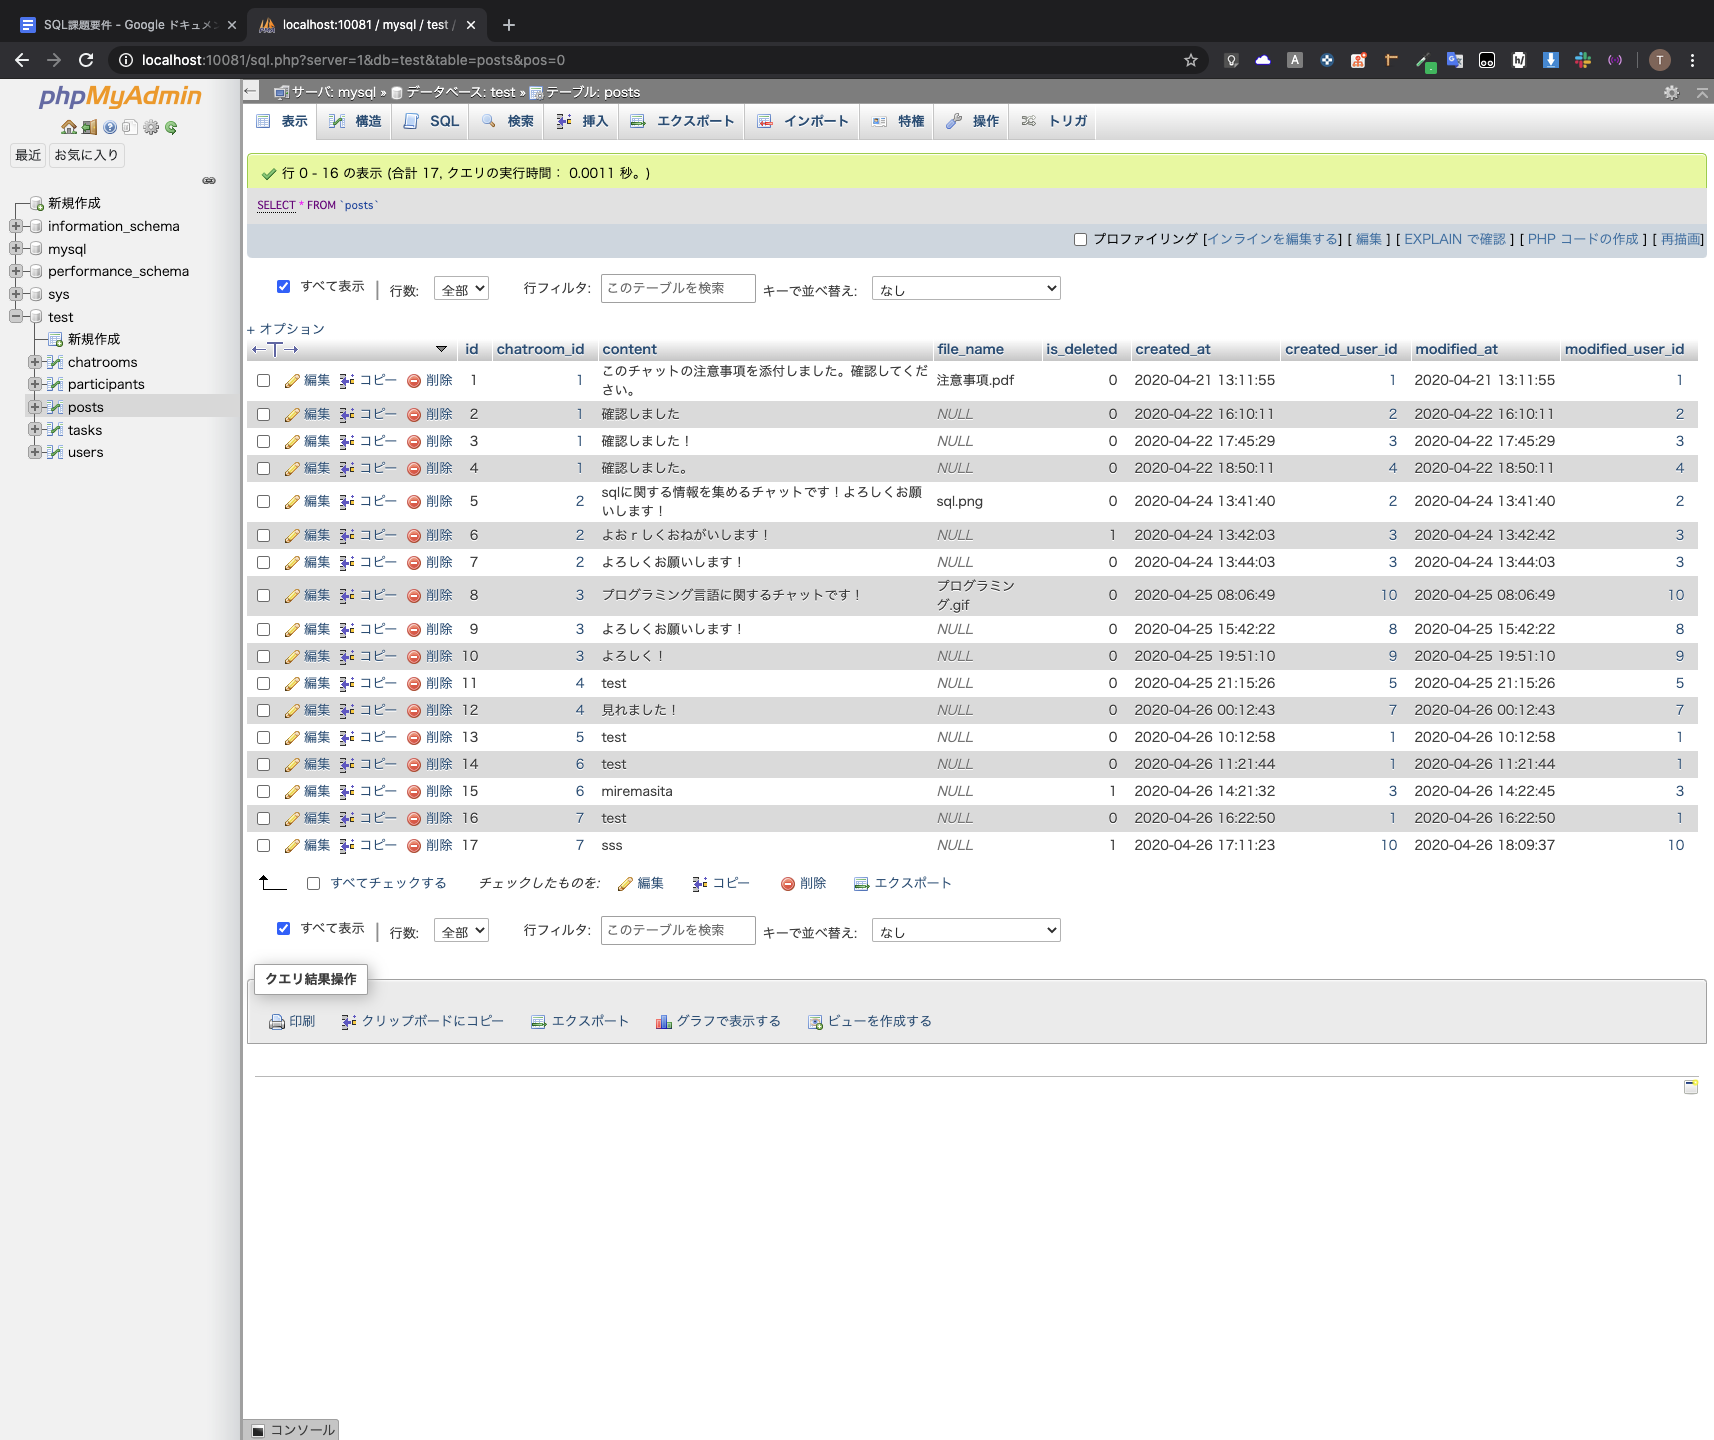 SQL課題要件 - Google ドキュメン
localhost:10081 / mysql / test /
localhost:10081/sql.php?server=1&db=test&table=posts&pos=0
T
phpMyAdmin
最近 お気に入り
新規作成
information_schema
mysql
performance_schema
sys
test
新規作成
chatrooms
participants
posts
tasks
users
サーバ: mysql » データベース: test » テーブル: posts
表示 構造 SQL 検索 挿入 エクスポート インポート 特権 操作 トリガ
行 0 - 16 の表示 (合計 17, クエリの実行時間： 0.0011 秒。)
SELECT * FROM `posts`
プロファイリング [インラインを編集する] [ 編集 ] [ EXPLAIN で確認 ] [ PHP コードの作成 ] [ 再描画]
すべて表示 | 行数: 全部 行フィルタ: このテーブルを検索 キーで並べ替え: なし
+ オプション
←T→ id chatroom_id content file_name is_deleted created_at created_user_id modified_at modified_user_id
編集 コピー 削除 1 1 このチャットの注意事項を添付しました。確認してください。 注意事項.pdf 0 2020-04-21 13:11:55 1 2020-04-21 13:11:55 1
編集 コピー 削除 2 1 確認しました NULL 0 2020-04-22 16:10:11 2 2020-04-22 16:10:11 2
編集 コピー 削除 3 1 確認しました！ NULL 0 2020-04-22 17:45:29 3 2020-04-22 17:45:29 3
編集 コピー 削除 4 1 確認しました。 NULL 0 2020-04-22 18:50:11 4 2020-04-22 18:50:11 4
編集 コピー 削除 5 2 sqlに関する情報を集めるチャットです！よろしくお願いします！ sql.png 0 2020-04-24 13:41:40 2 2020-04-24 13:41:40 2
編集 コピー 削除 6 2 よおｒしくおねがいします！ NULL 1 2020-04-24 13:42:03 3 2020-04-24 13:42:42 3
編集 コピー 削除 7 2 よろしくお願いします！ NULL 0 2020-04-24 13:44:03 3 2020-04-24 13:44:03 3
編集 コピー 削除 8 3 プログラミング言語に関するチャットです！ プログラミング.gif 0 2020-04-25 08:06:49 10 2020-04-25 08:06:49 10
編集 コピー 削除 9 3 よろしくお願いします！ NULL 0 2020-04-25 15:42:22 8 2020-04-25 15:42:22 8
編集 コピー 削除 10 3 よろしく！ NULL 0 2020-04-25 19:51:10 9 2020-04-25 19:51:10 9
編集 コピー 削除 11 4 test NULL 0 2020-04-25 21:15:26 5 2020-04-25 21:15:26 5
編集 コピー 削除 12 4 見れました！ NULL 0 2020-04-26 00:12:43 7 2020-04-26 00:12:43 7
編集 コピー 削除 13 5 test NULL 0 2020-04-26 10:12:58 1 2020-04-26 10:12:58 1
編集 コピー 削除 14 6 test NULL 0 2020-04-26 11:21:44 1 2020-04-26 11:21:44 1
編集 コピー 削除 15 6 miremasita NULL 1 2020-04-26 14:21:32 3 2020-04-26 14:22:45 3
編集 コピー 削除 16 7 test NULL 0 2020-04-26 16:22:50 1 2020-04-26 16:22:50 1
編集 コピー 削除 17 7 sss NULL 1 2020-04-26 17:11:23 10 2020-04-26 18:09:37 10
すべてチェックする チェックしたものを: 編集 コピー 削除 エクスポート
すべて表示 | 行数: 全部 行フィルタ: このテーブルを検索 キーで並べ替え: なし
クエリ結果操作
印刷 クリップボードにコピー エクスポート グラフで表示する ビューを作成する
コンソール